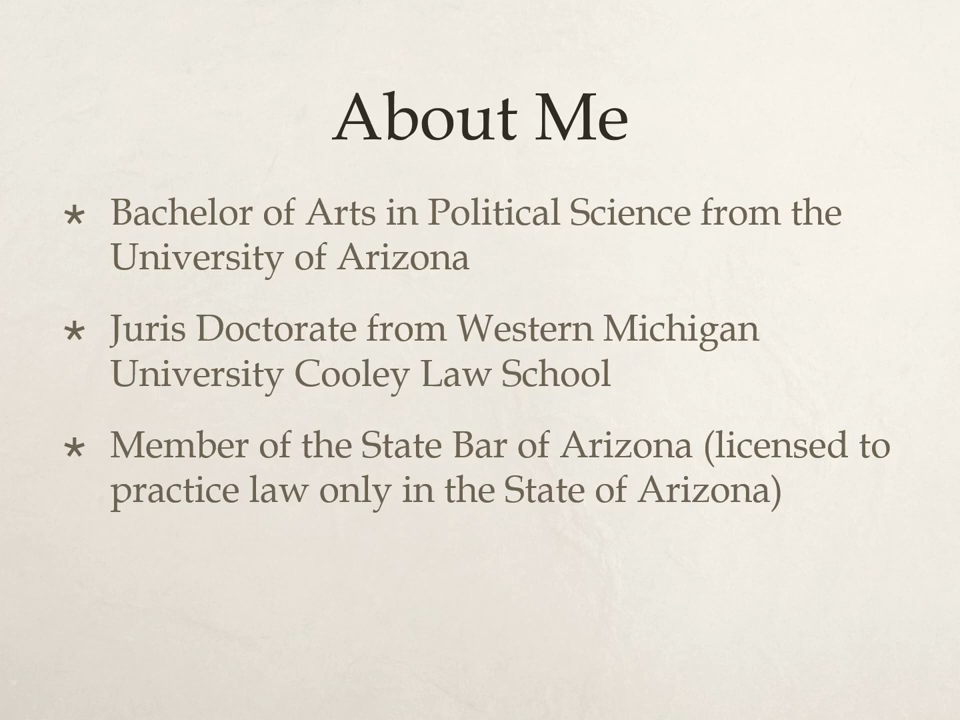 About Me
* Bachelor of Arts in Political Science from the
University of Arizona
* Juris Doctorate from Western Michigan
University Cooley Law School
* Member of the State Bar of Arizona (licensed to
practice law only in the State of Arizona)